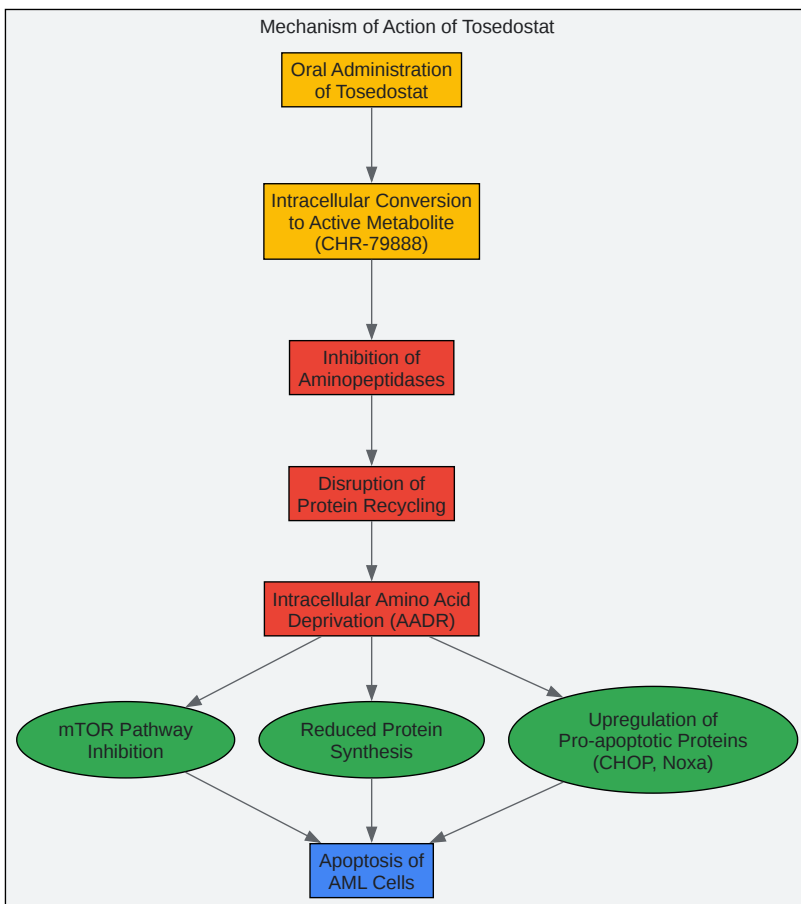 Mechanism of Action of Tosedostat
Oral Administration
of Tosedostat
Intracellular Conversion
to Active Metabolite
(CHR-79888)
Inhibition of
Aminopeptidases
Disruption of
Protein Recycling
Intracellular Amino Acid
Deprivation (AADR)
mTOR Pathway
Inhibition
Reduced Protein
Synthesis
Upregulation of
Pro-apoptotic Proteins
(CHOP, Noxa)
Apoptosis of
AML Cells